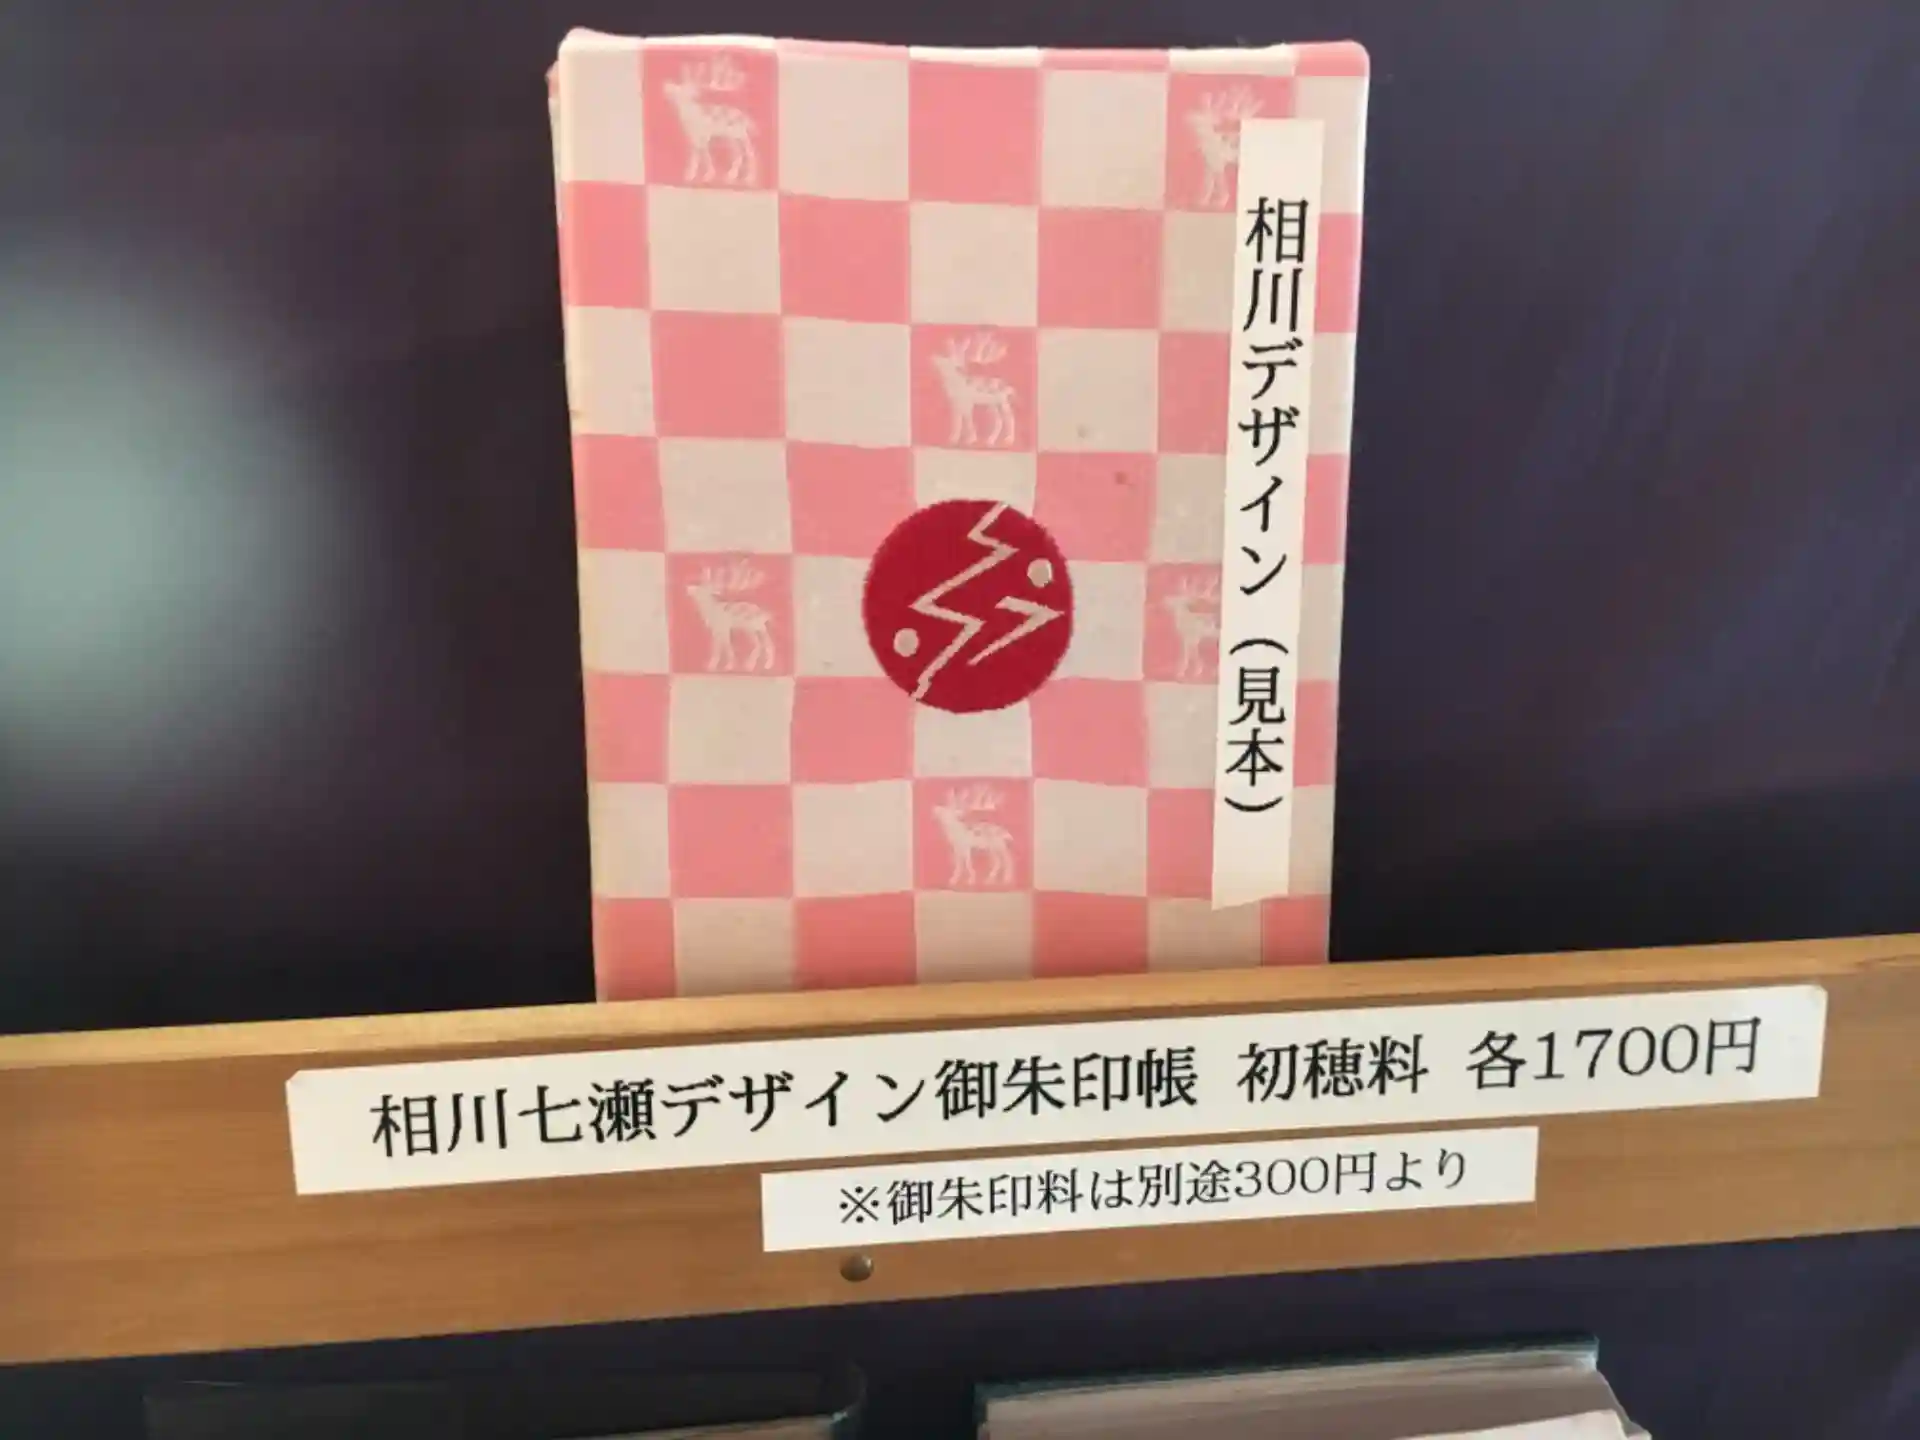 相川デザイン（見本）
相川七瀬デザイン御朱印帳 初穂料 各1700円
※御朱印料は別途300円より